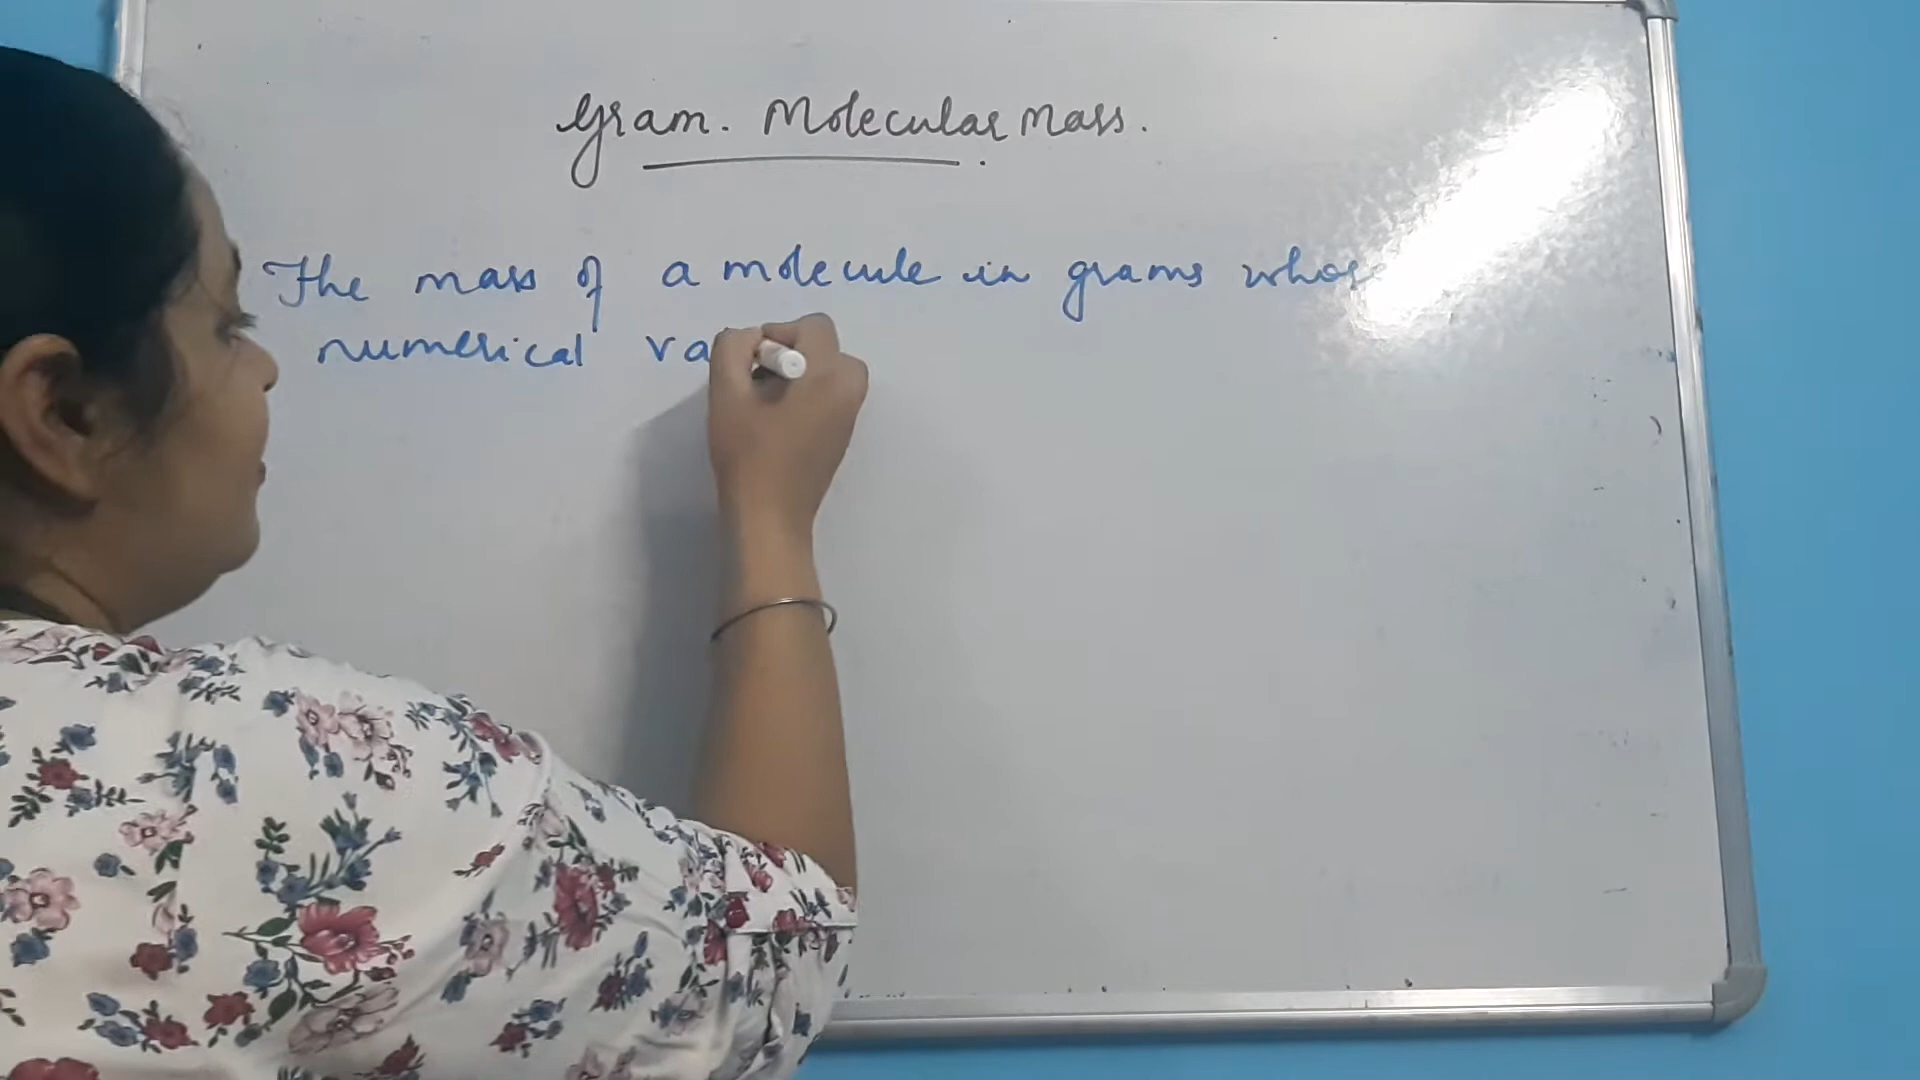 Gram. Molecular Mass.
The mass of a molecule in grams whose
numerical va